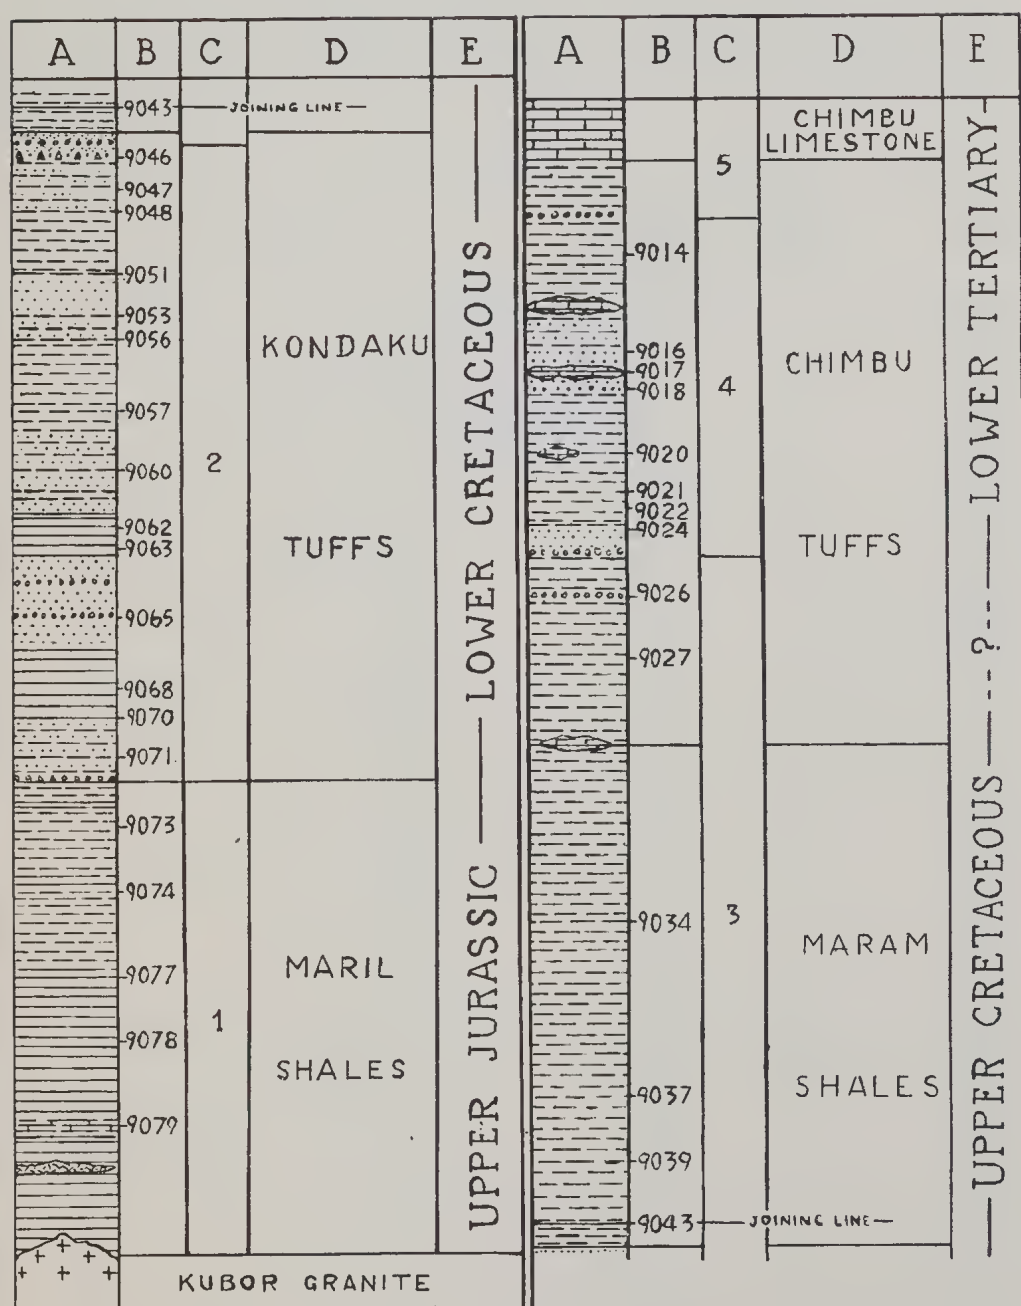 A B C D E
9043 JOINING LINE
9046
9047
9048
9051
9053
9056
9057
9060
9062
9063
9065
9068
9070
9071
9073
9074
9077
9078
9079
2
1
KONDAKU
TUFFS
MARIL
SHALES
UPPER JURASSIC LOWER CRETACEOUS
KUBOR GRANITE
A B C D E
9014
9016
9017
9018
9020
9021
9022
9024
9026
9027
9034
9037
9039
9043 JOINING LINE
5
4
3
CHIMBU
LIMESTONE
CHIMBU
TUFFS
MARAM
SHALES
UPPER CRETACEOUS ---?--- LOWER TERTIARY